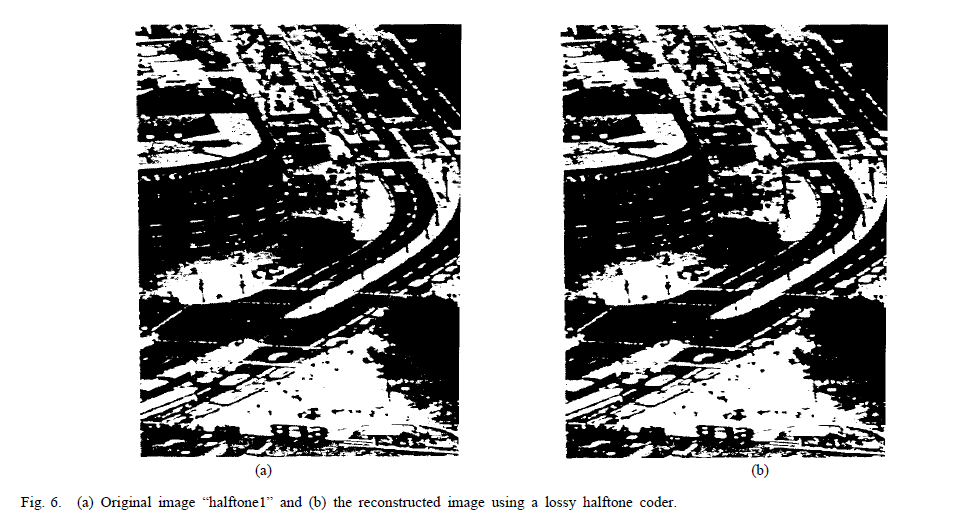 (a) (b)
Fig. 6. (a) Original image “halftone1” and (b) the reconstructed image using a lossy halftone coder.